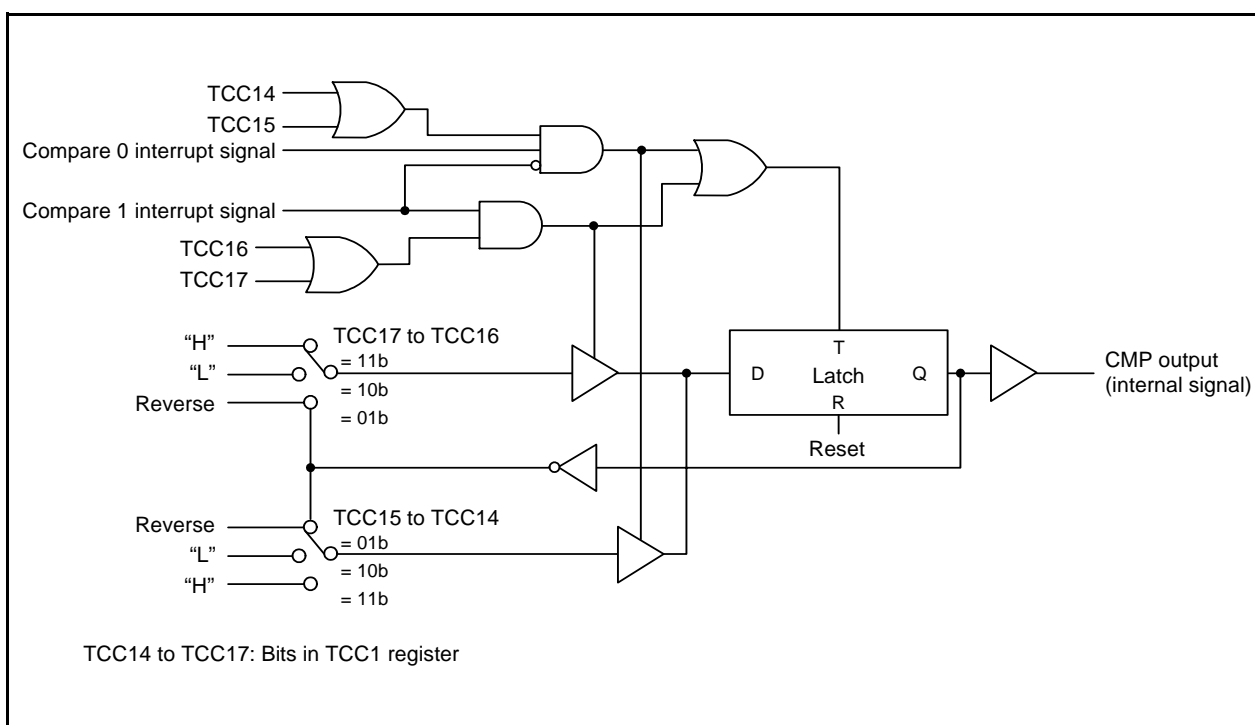 TCC14
TCC15
Compare 0 interrupt signal
Compare 1 interrupt signal
TCC16
TCC17
“H”
“L”
Reverse
TCC17 to TCC16
= 11b
= 10b
= 01b
D
T
Latch
R
Q
Reset
CMP output
(internal signal)
Reverse
“L”
“H”
TCC15 to TCC14
= 01b
= 10b
= 11b
TCC14 to TCC17: Bits in TCC1 register